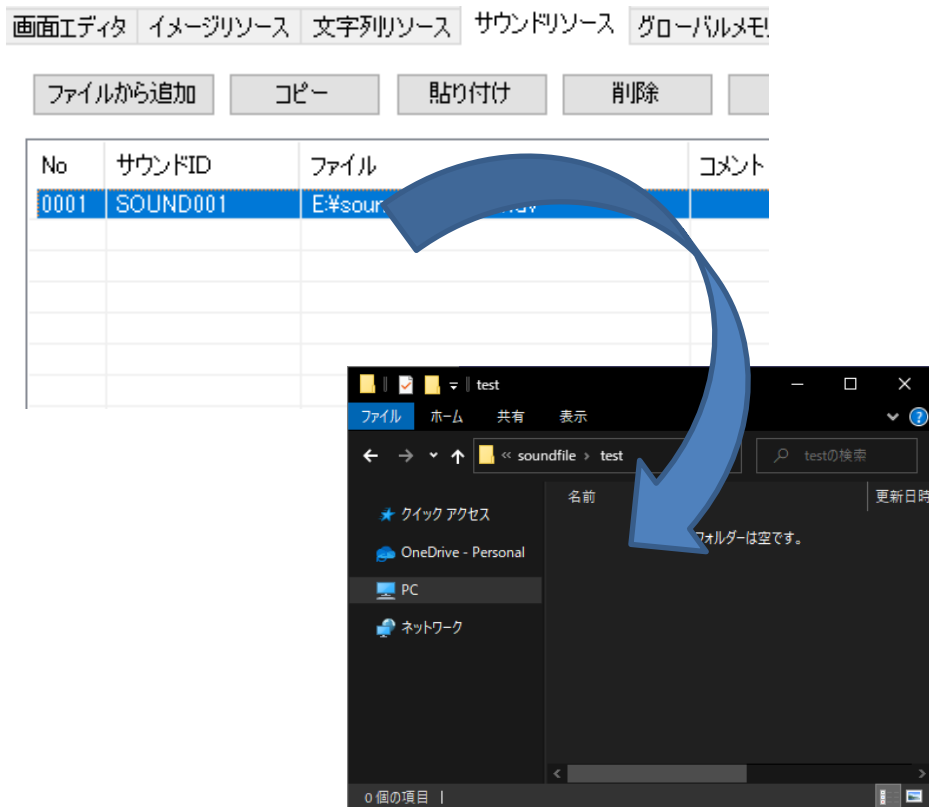 画面エディタ イメージリソース 文字列リソース サウンドリソース グローバルメモリ
ファイルから追加 コピー 貼り付け 削除
No サウンドID ファイル コメント
0001 SOUND001 E:¥soun
test
ファイル ホーム 共有 表示
« soundfile › test testの検索
名前 更新日時
クイック アクセス
フォルダーは空です。
OneDrive - Personal
PC
ネットワーク
0 個の項目